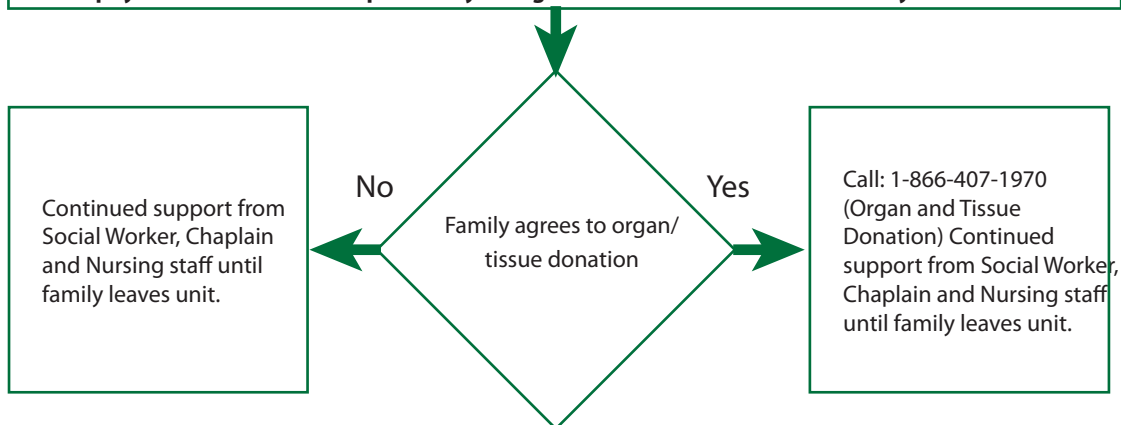 No
Yes
Continued support from
Social Worker, Chaplain
and Nursing staff until
family leaves unit.
Family agrees to organ/
tissue donation
Call: 1-866-407-1970
(Organ and Tissue
Donation) Continued
support from Social Worker,
Chaplain and Nursing staff
until family leaves unit.